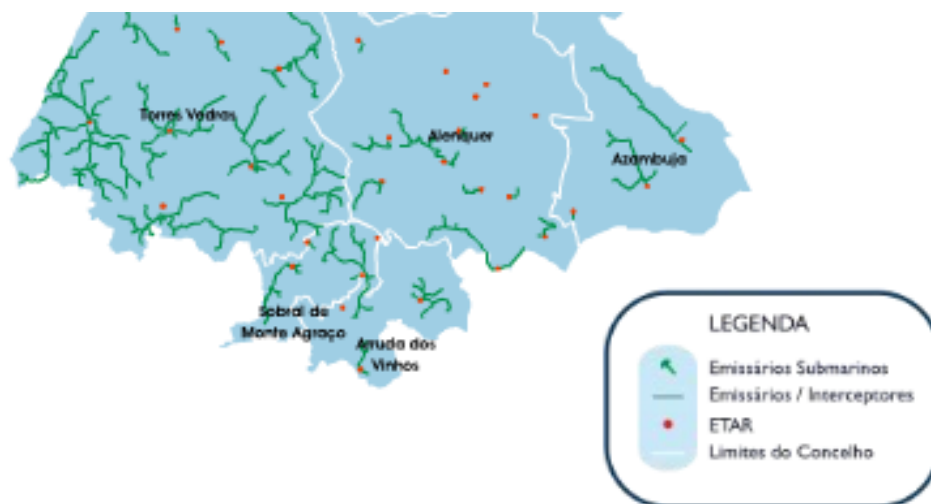 Torres Vedras
Alenquer
Azambuja
Sobral de
Monte Agraço
Arruda dos
Vinhos
LEGENDA
Emissários Submarinos
Emissários / Interceptores
ETAR
Limites do Concelho